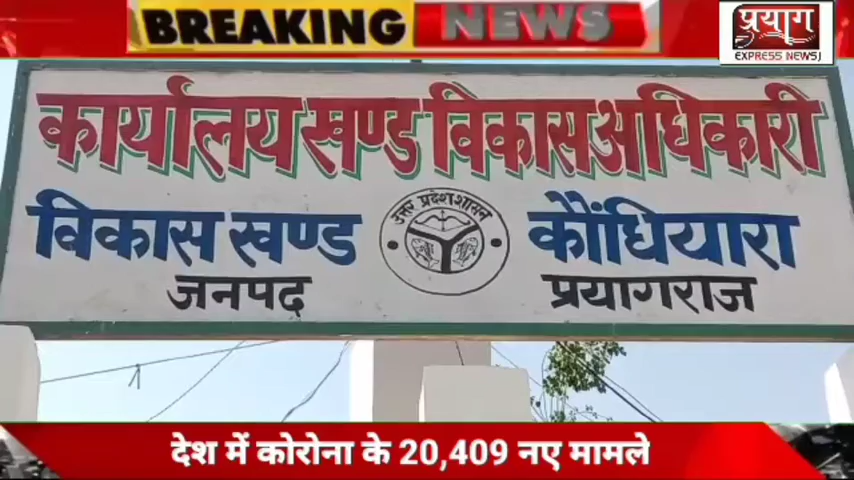 BREAKING NEWS
प्रयाग
EXPRESS NEWS
कार्यालय खण्ड विकास अधिकारी
विकास खण्ड कौंधियारा
उत्तर प्रदेश शासन
जनपद प्रयागराज
देश में कोरोना के 20,409 नए मामले